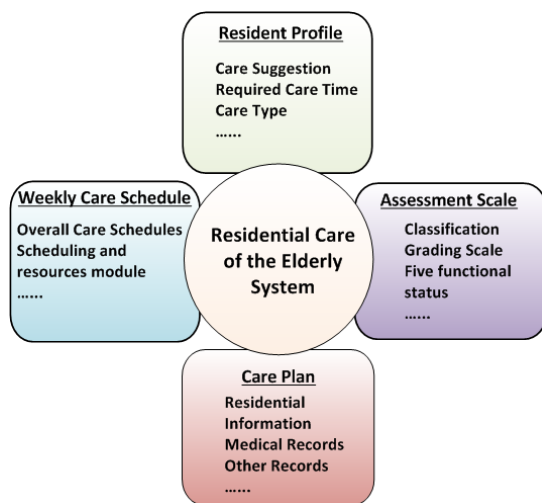 Resident Profile
Care Suggestion
Required Care Time
Care Type
…...
Weekly Care Schedule
Overall Care Schedules
Scheduling and
resources module
…...
Residential Care
of the Elderly
System
Assessment Scale
Classification
Grading Scale
Five functional
status
…...
Care Plan
Residential
Information
Medical Records
Other Records
…...